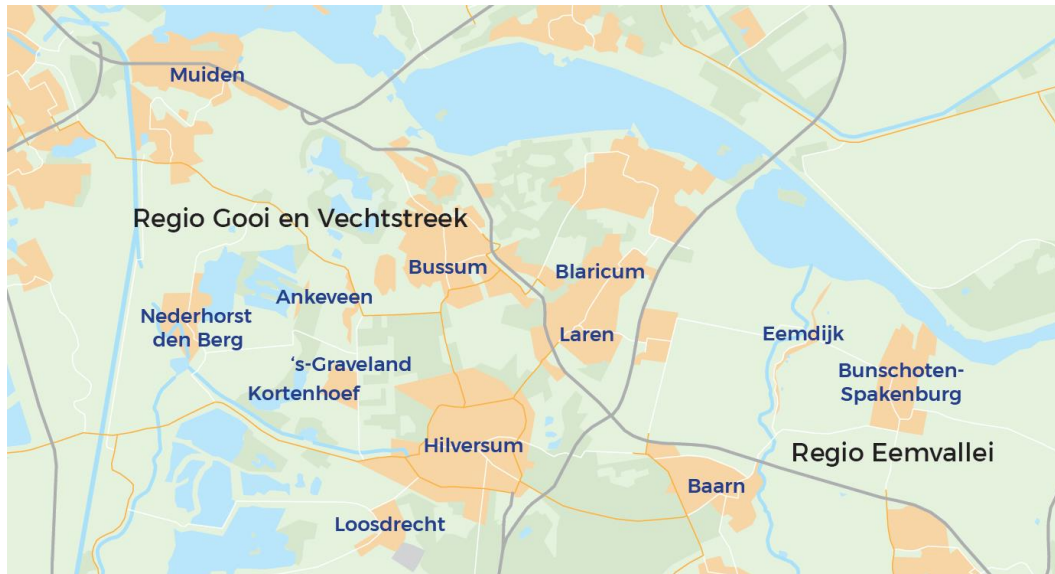 Muiden
Regio Gooi en Vechtstreek
Bussum
Blaricum
Ankeveen
Nederhorst
den Berg
Laren
Eemdijk
's-Graveland
Kortenhoef
Bunschoten-
Spakenburg
Hilversum
Regio Eemvallei
Baarn
Loosdrecht